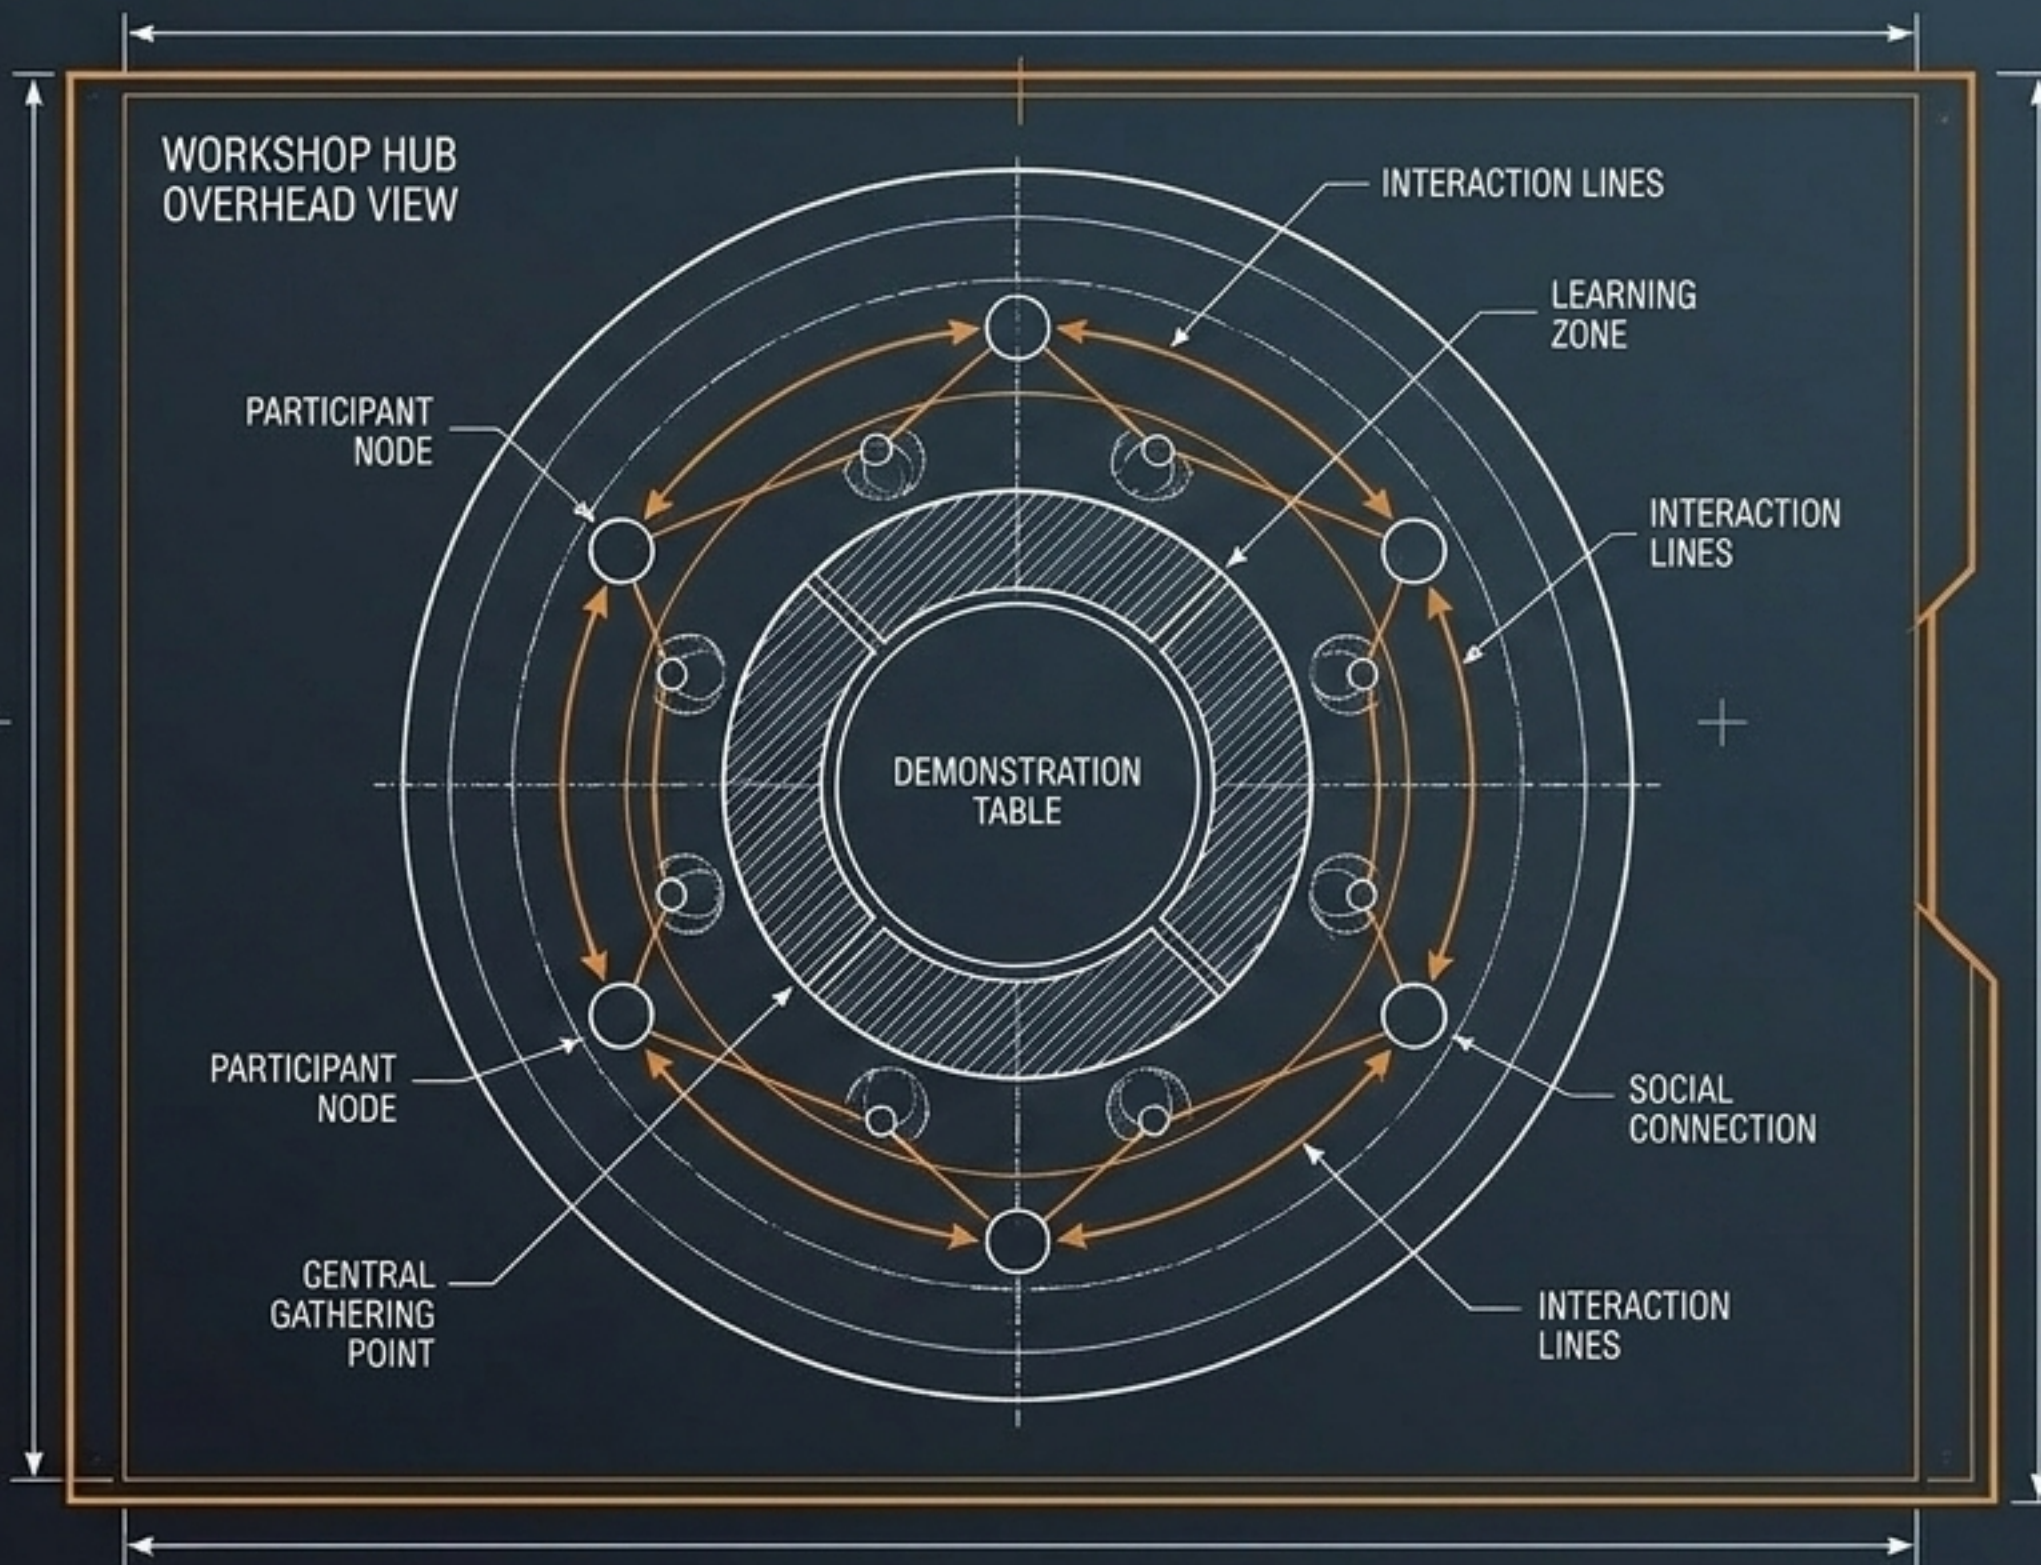 WORKSHOP HUB
OVERHEAD VIEW
INTERACTION LINES
LEARNING
ZONE
PARTICIPANT
NODE
INTERACTION
LINES
DEMONSTRATION
TABLE
PARTICIPANT
NODE
SOCIAL
CONNECTION
CENTRAL
GATHERING
POINT
INTERACTION
LINES